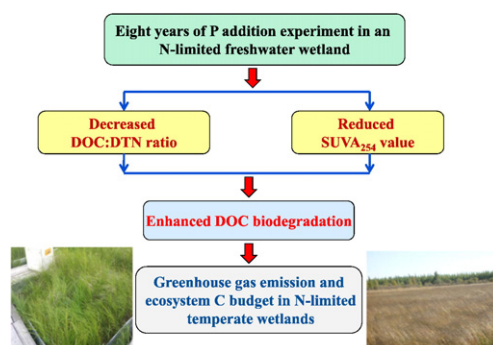 Eight years of P addition experiment in an
N-limited freshwater wetland
Decreased
DOC:DTN ratio
Reduced
SUVA₂₅₄ value
Enhanced DOC biodegradation
Greenhouse gas emission and
ecosystem C budget in N-limited
temperate wetlands